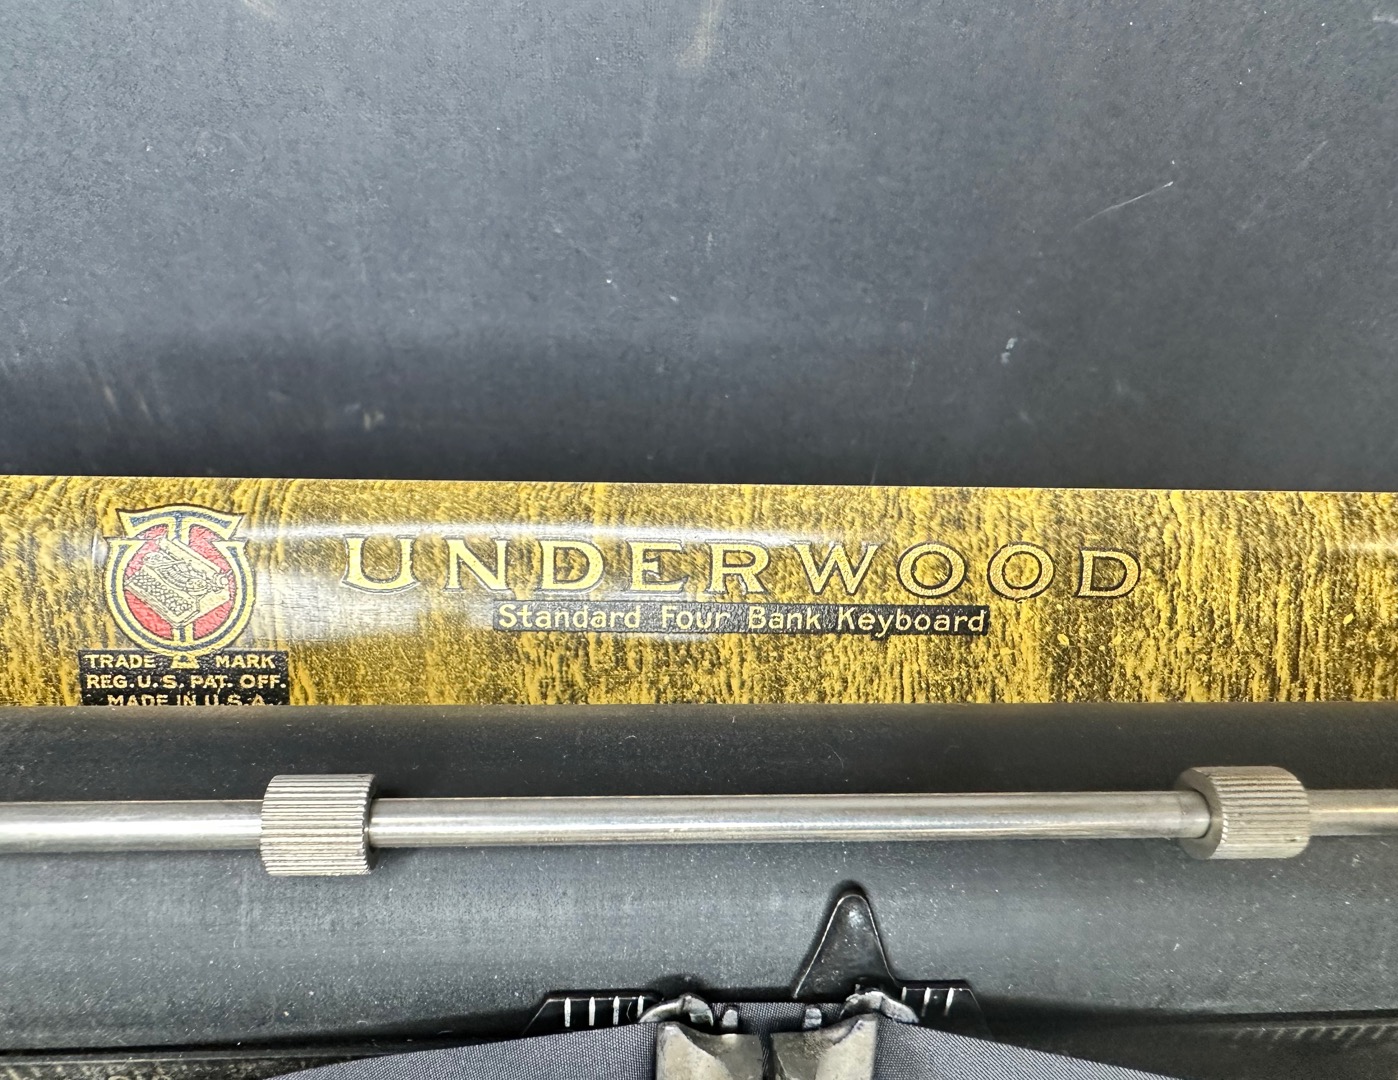 UNDERWOOD
Standard Four Bank Keyboard
TRADE MARK
REG. U.S. PAT. OFF.
MADE IN U.S.A.